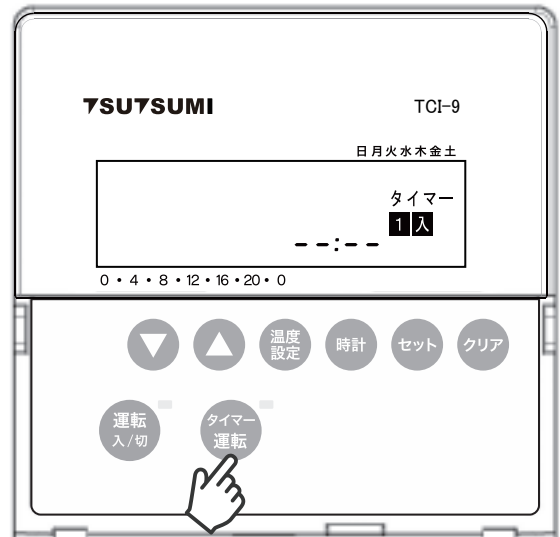 TSUTSUMI
TCI-9
日月火水木金土
タイマー
1 入
--:--
0・4・8・12・16・20・0
▼ ▲ 温度設定 時計 セット クリア
運転 入/切 タイマー運転